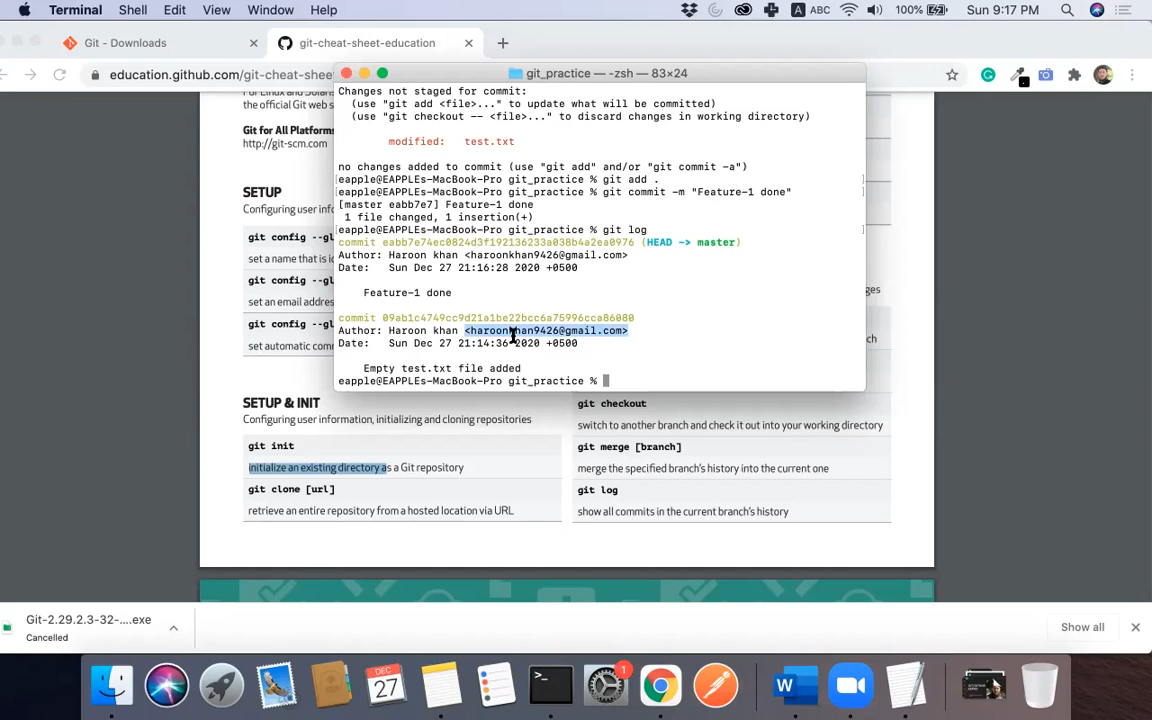 Terminal Shell Edit View Window Help A ABC 100% Sun 9:17 PM
Git - Downloads
git-cheat-sheet-education
education.github.com/git-cheat-shee
git_practice — -zsh — 83×24
the official Git web s
Git for All Platforms
http://git-scm.com
SETUP
Configuring user info
git config --gl
set a name that is id
git config --gl
set an email address
git config --gl
set automatic comm
Changes not staged for commit:
(use "git add <file>..." to update what will be committed)
(use "git checkout -- <file>..." to discard changes in working directory)
modified: test.txt
no changes added to commit (use "git add" and/or "git commit -a")
[eapple@EAPPLEs-MacBook-Pro git_practice % git add . ]
[eapple@EAPPLEs-MacBook-Pro git_practice % git commit -m "Feature-1 done" ]
[master eabb7e7] Feature-1 done
1 file changed, 1 insertion(+)
[eapple@EAPPLEs-MacBook-Pro git_practice % git log ]
commit eabb7e74ec0824d3f192136233a038b4a2ea0976 (HEAD -> master)
Author: Haroon khan <haroonkhan9426@gmail.com>
Date: Sun Dec 27 21:16:28 2020 +0500
Feature-1 done
commit 09ab1c4749cc9d21a1be22bcc6a75996cca86080
Author: Haroon khan <haroonkhan9426@gmail.com>
Date: Sun Dec 27 21:14:36 2020 +0500
Empty test.txt file added
eapple@EAPPLEs-MacBook-Pro git_practice %
ges
ch
SETUP & INIT
Configuring user information, initializing and cloning repositories
git init
initialize an existing directory as a Git repository
git clone [url]
retrieve an entire repository from a hosted location via URL
git checkout
switch to another branch and check it out into your working directory
git merge [branch]
merge the specified branch's history into the current one
git log
show all commits in the current branch's history
Git-2.29.2.3-32-....exe
Cancelled
Show all
DEC
27
1
W